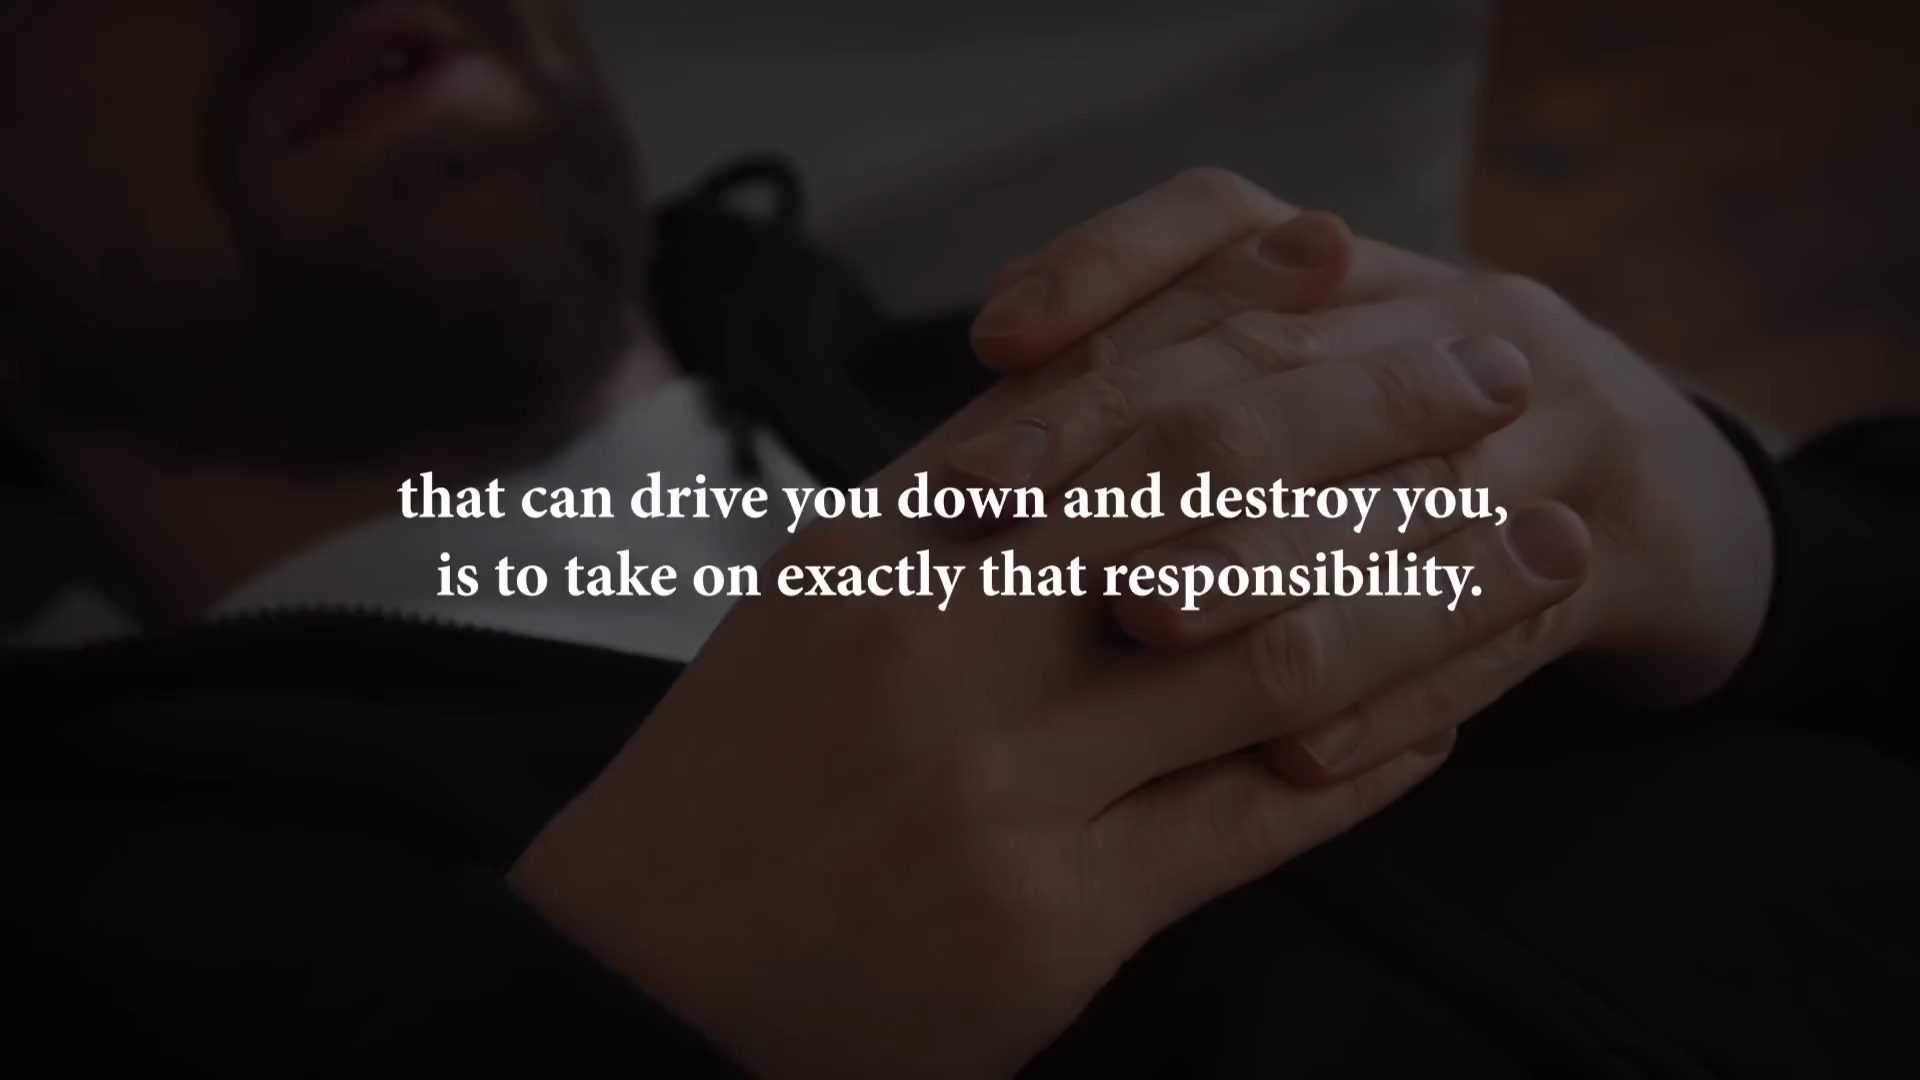 that can drive you down and destroy you,
is to take on exactly that responsibility.